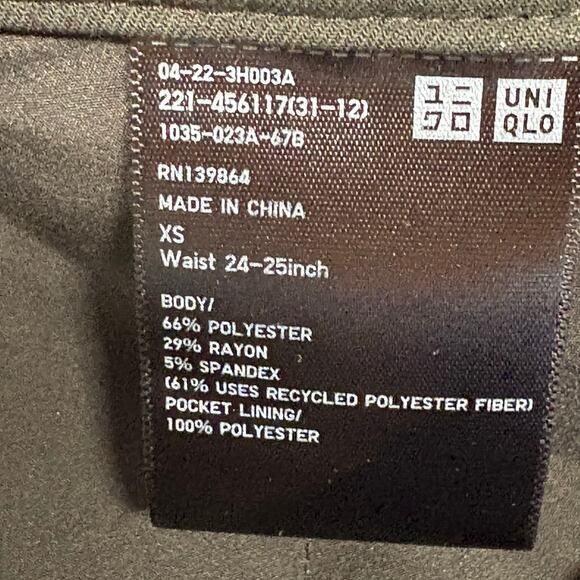 04-22-3H003A
221-456117(31-12)
1035-023A-67B
ユニ
クロ
UNI
QLO
RN139864
MADE IN CHINA
XS
Waist 24-25inch
BODY/
66% POLYESTER
29% RAYON
5% SPANDEX
(61% USES RECYCLED POLYESTER FIBER)
POCKET LINING/
100% POLYESTER